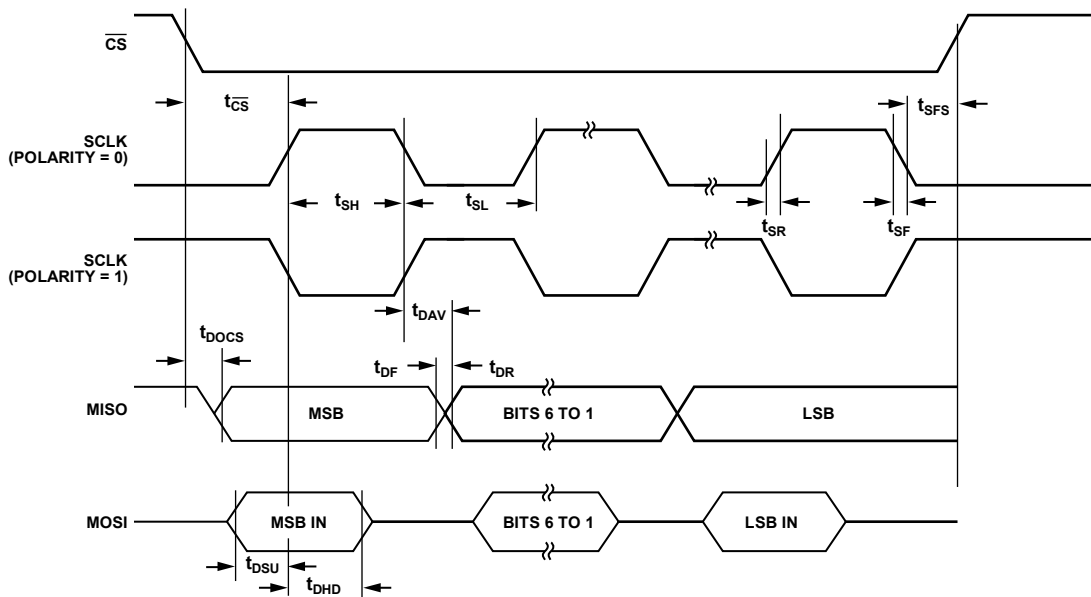 CS
tCS
tSFS
SCLK
(POLARITY = 0)
tSH
tSL
tSR
tSF
SCLK
(POLARITY = 1)
tDAV
tDOCS
tDF
tDR
MISO
MSB
BITS 6 TO 1
LSB
MOSI
MSB IN
BITS 6 TO 1
LSB IN
tDSU
tDHD